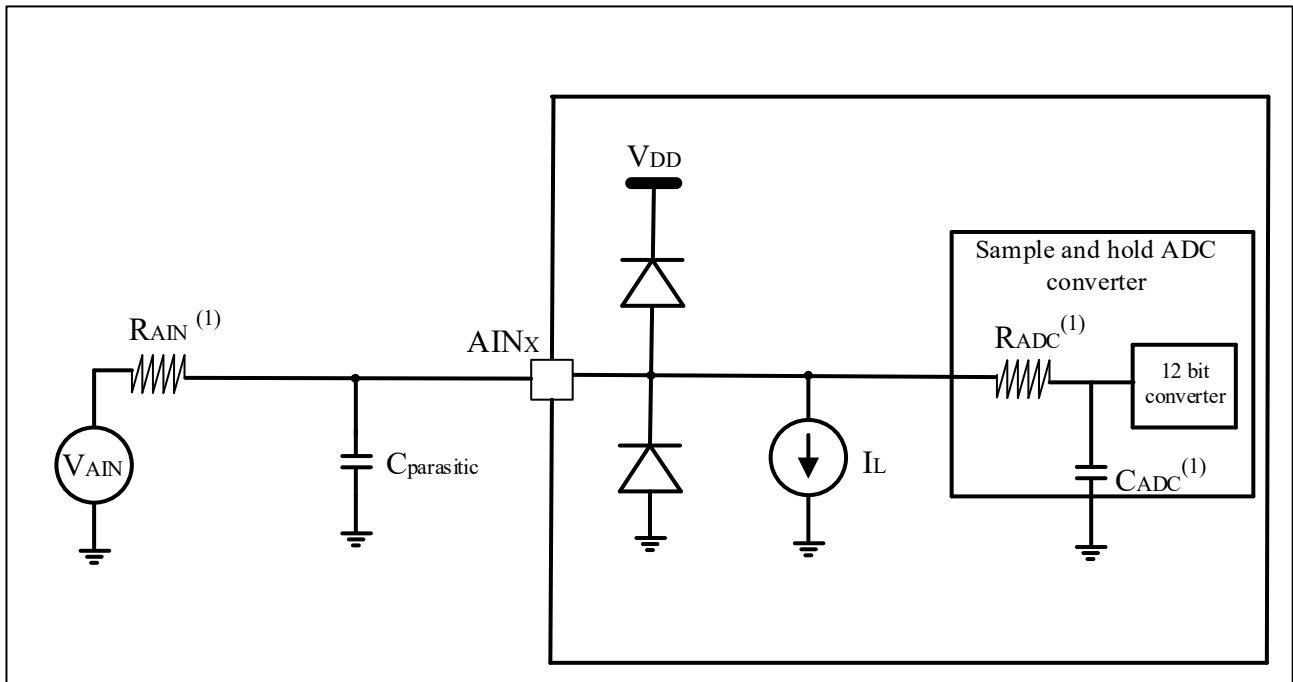 VDD
Sample and hold ADC
converter
RAIN (1)
AINX
RADC(1)
12 bit
converter
VAIN
Cparasitic
IL
CADC(1)